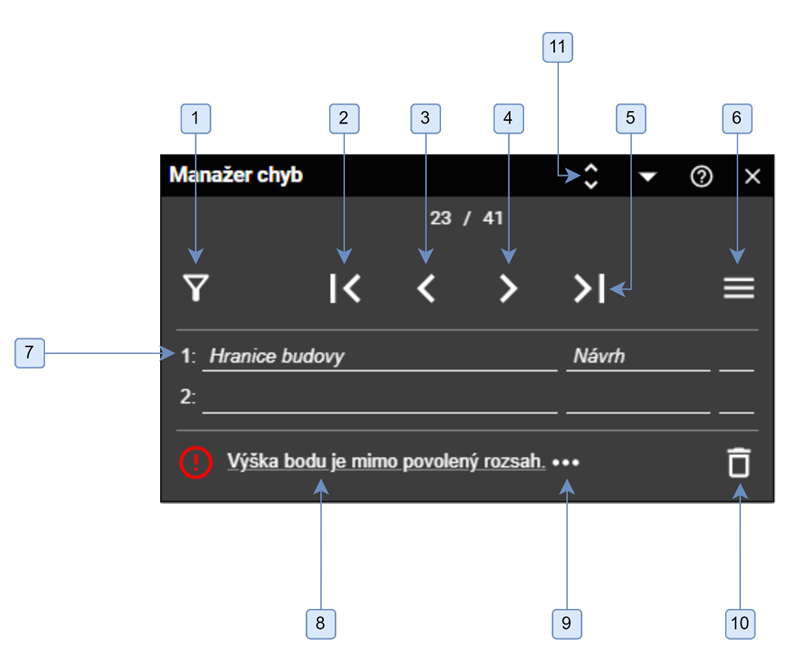 11
1 2 3 4 5 6
Manažer chyb
23 / 41
7
1: Hranice budovy Návrh
2:
Výška bodu je mimo povolený rozsah. •••
8 9 10